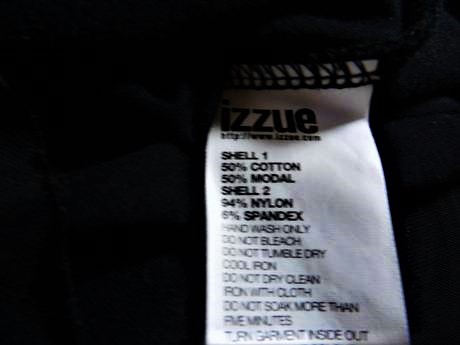 izzue
http://www.izzue.com
SHELL 1
50% COTTON
50% MODAL
SHELL 2
94% NYLON
6% SPANDEX
HAND WASH ONLY
DO NOT BLEACH
DO NOT TUMBLE DRY
COOL IRON
DO NOT DRY CLEAN
IRON WITH CLOTH
DO NOT SOAK MORE THAN
FIVE MINUTES
TURN GARMENT INSIDE OUT